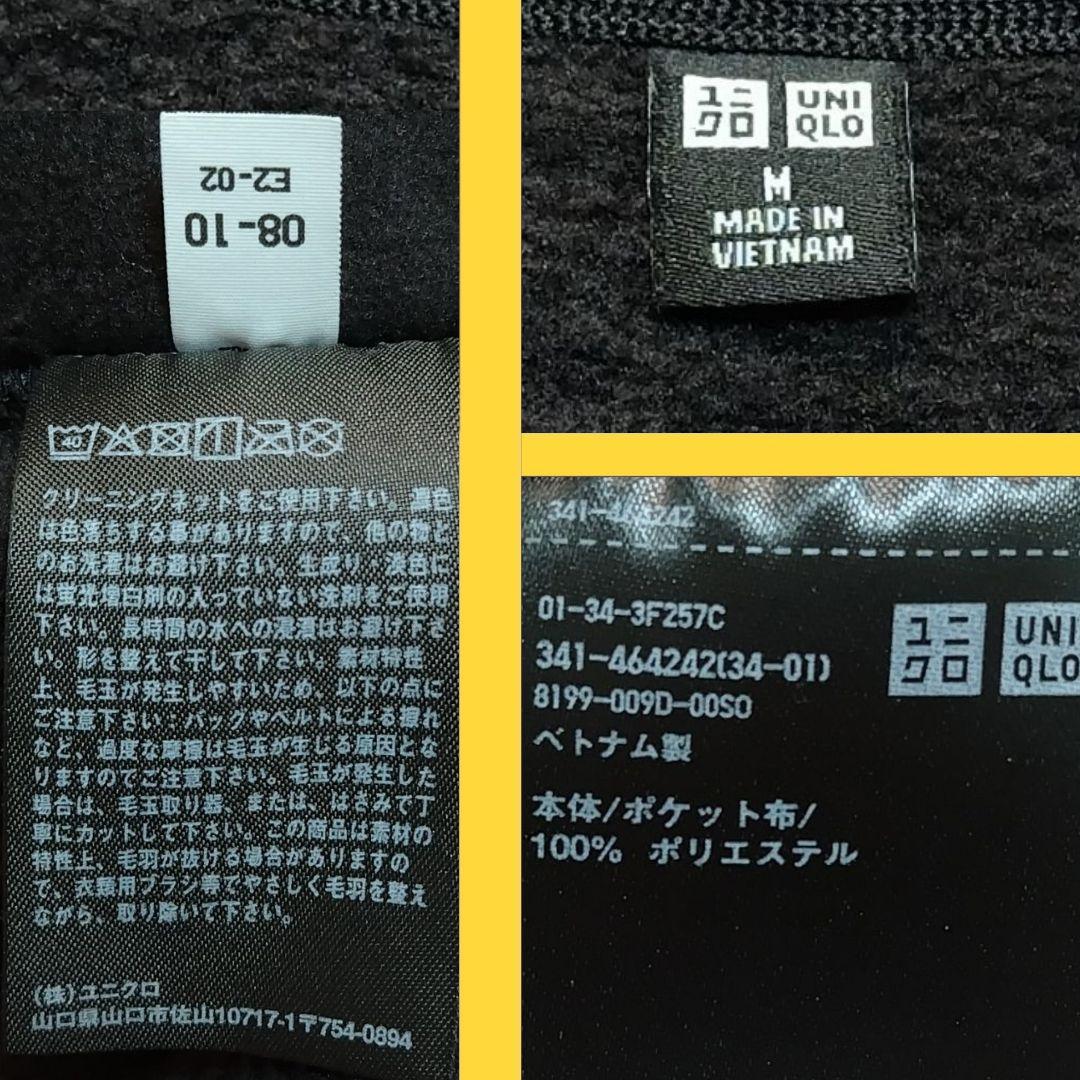 E2-02
08-10
40
クリーニングネットをご使用下さい。濃色
は色落ちする事がありますので、他の物と
のお洗濯はお避け下さい。生成り・淡色に
は蛍光増白剤の入っていない洗剤をご使用
下さい。長時間の水への浸漬はお避け下さ
い。形を整えて干して下さい。素材特性
上、毛玉が発生しやすいため、以下の点に
ご注意下さい：バックやベルトによる擦れ
など、過度な摩擦は毛玉が生じる原因とな
りますのでご注意下さい。毛玉が発生した
場合は、毛玉取り器、または、はさみで丁
寧にカットして下さい。この商品は素材の
特性上、毛羽が抜ける場合がありますの
で、衣類用ブラシ等でやさしく毛羽を整え
ながら、取り除いて下さい。
(株)ユニクロ
山口県山口市佐山10717-1〒754-0894
ユニ UNI
クロ QLO
M
MADE IN
VIETNAM
341-464242
01-34-3F257C
341-464242(34-01)
8199-009D-00S0
ベトナム製
ユニ UNI
クロ QLO
本体/ポケット布/
100% ポリエステル